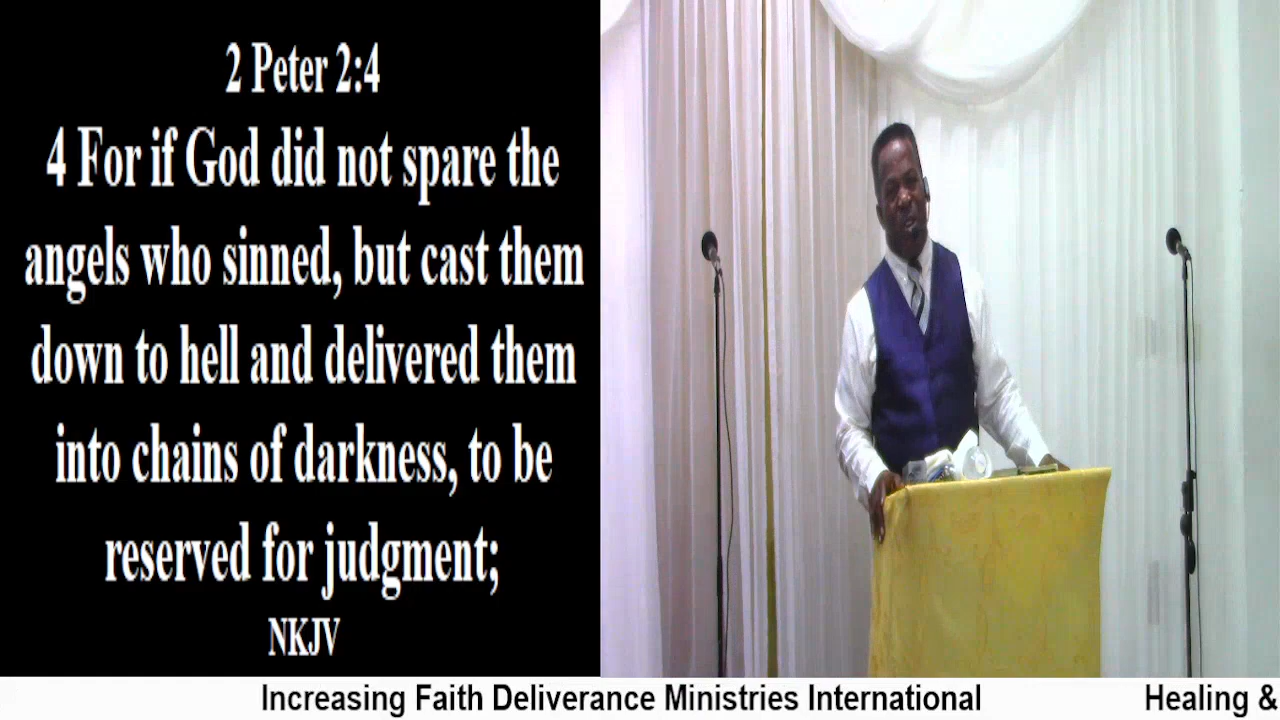 2 Peter 2:4
4 For if God did not spare the
angels who sinned, but cast them
down to hell and delivered them
into chains of darkness, to be
reserved for judgment;
NKJV
Increasing Faith Deliverance Ministries International
Healing &